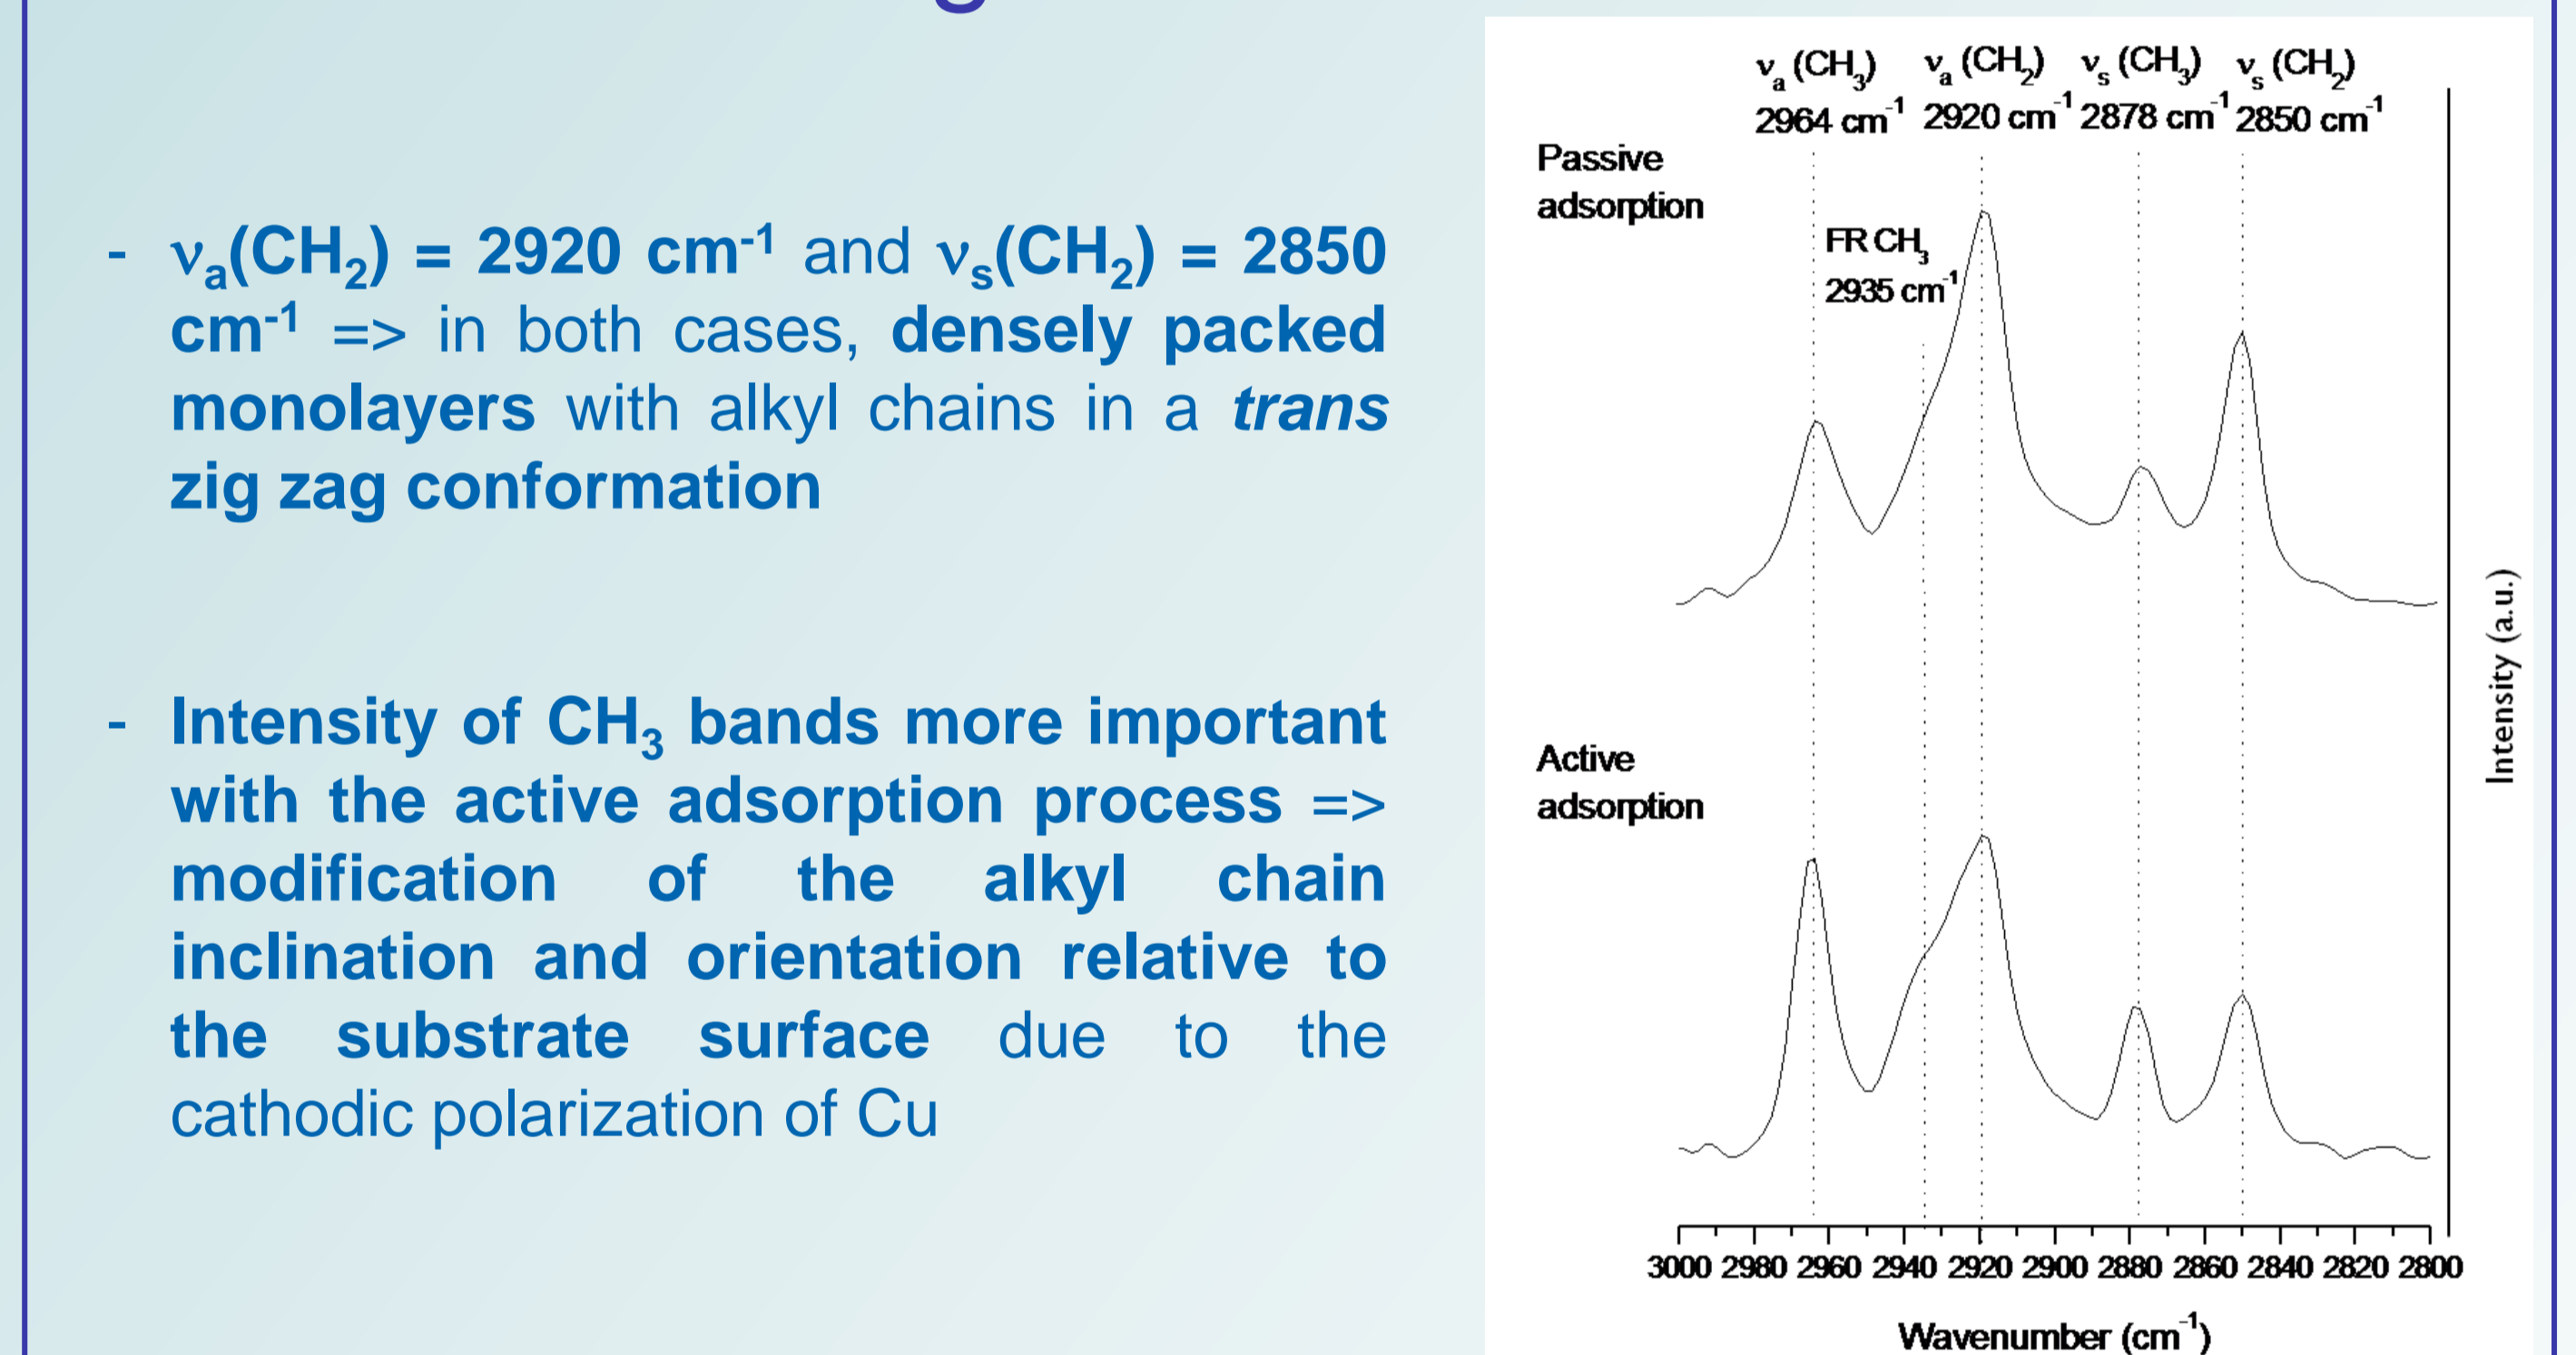 - νa(CH2) = 2920 cm-1 and νs(CH2) = 2850
cm-1 => in both cases, densely packed
monolayers with alkyl chains in a trans
zig zag conformation
- Intensity of CH3 bands more important
with the active adsorption process =>
modification of the alkyl chain
inclination and orientation relative to
the substrate surface due to the
cathodic polarization of Cu
νa (CH3) νa (CH2) νs (CH3) νs (CH2)
2964 cm-1 2920 cm-1 2878 cm-1 2850 cm-1
Passive
adsorption
FR CH3
2935 cm-1
Active
adsorption
Intensity (a.u.)
3000 2980 2960 2940 2920 2900 2880 2860 2840 2820 2800
Wavenumber (cm-1)